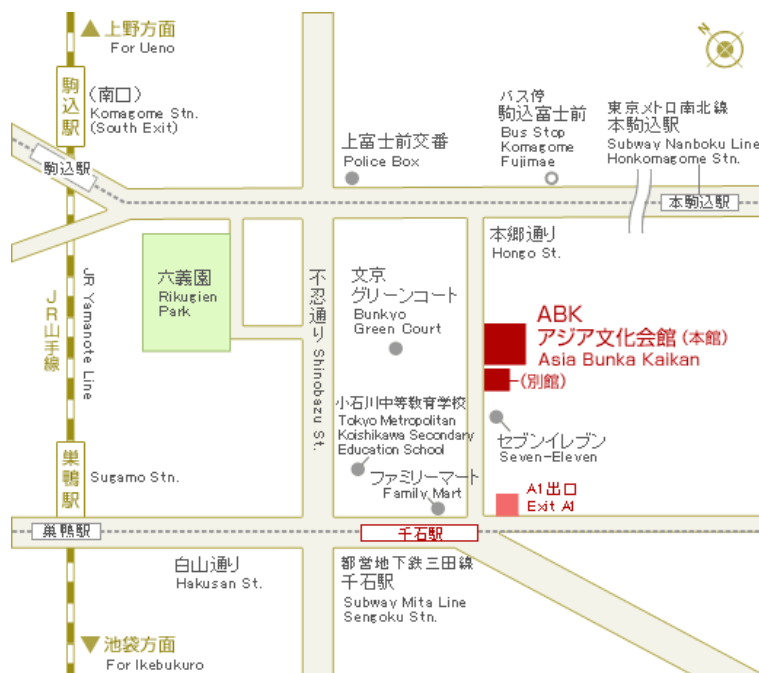 上野方面
For Ueno
N
駒込駅
(南口)
Komagome Stn.
(South Exit)
駒込駅
上富士前交番
Police Box
バス停
駒込富士前
Bus Stop
Komagome
Fujimae
東京メトロ南北線
本駒込駅
Subway Nanboku Line
Honkomagome Stn.
本駒込駅
本郷通り
Hongo St.
六義園
Rikugien
Park
不忍通り Shinobazu St.
文京
グリーンコート
Bunkyo
Green Court
ABK
アジア文化会館 (本館)
Asia Bunka Kaikan
(別館)
JR山手線
JR Yamanote Line
小石川中等教育学校
Tokyo Metropolitan
Koishikawa Secondary
Education School
セブンイレブン
Seven-Eleven
巣鴨駅
Sugamo Stn.
ファミリーマート
Family Mart
A1出口
Exit A1
巣鴨駅
千石駅
白山通り
Hakusan St.
都営地下鉄三田線
千石駅
Subway Mita Line
Sengoku Stn.
池袋方面
For Ikebukuro